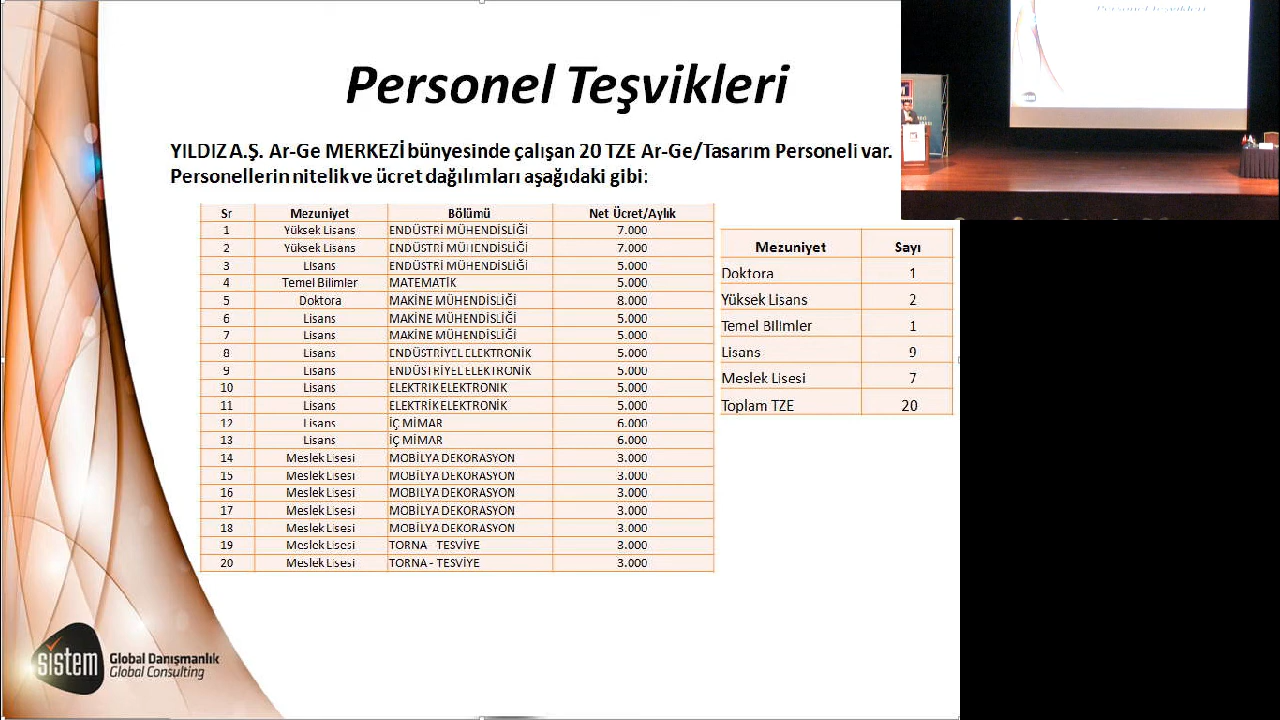 Personel Teşvikleri
YILDIZ A.Ş. Ar-Ge MERKEZİ bünyesinde çalışan 20 TZE Ar-Ge/Tasarım Personeli var.
Personellerin nitelik ve ücret dağılımları aşağıdaki gibi:
Sr Mezuniyet Bölümü Net Ücret/Aylık
1 Yüksek Lisans ENDÜSTRİ MÜHENDİSLİĞİ 7.000
2 Yüksek Lisans ENDÜSTRİ MÜHENDİSLİĞİ 7.000
3 Lisans ENDÜSTRİ MÜHENDİSLİĞİ 5.000
4 Temel Bilimler MATEMATİK 5.000
5 Doktora MAKİNE MÜHENDİSLİĞİ 8.000
6 Lisans MAKİNE MÜHENDİSLİĞİ 5.000
7 Lisans MAKİNE MÜHENDİSLİĞİ 5.000
8 Lisans ENDÜSTRİYEL ELEKTRONİK 5.000
9 Lisans ENDÜSTRİYEL ELEKTRONİK 5.000
10 Lisans ELEKTRİK ELEKTRONİK 5.000
11 Lisans ELEKTRİK ELEKTRONİK 5.000
12 Lisans İÇ MİMAR 6.000
13 Lisans İÇ MİMAR 6.000
14 Meslek Lisesi MOBİLYA DEKORASYON 3.000
15 Meslek Lisesi MOBİLYA DEKORASYON 3.000
16 Meslek Lisesi MOBİLYA DEKORASYON 3.000
17 Meslek Lisesi MOBİLYA DEKORASYON 3.000
18 Meslek Lisesi MOBİLYA DEKORASYON 3.000
19 Meslek Lisesi TORNA - TESVİYE 3.000
20 Meslek Lisesi TORNA - TESVİYE 3.000
Mezuniyet Sayı
Doktora 1
Yüksek Lisans 2
Temel Bilimler 1
Lisans 9
Meslek Lisesi 7
Toplam TZE 20
sistem Global Danışmanlık
Global Consulting
Personel Teşvikleri